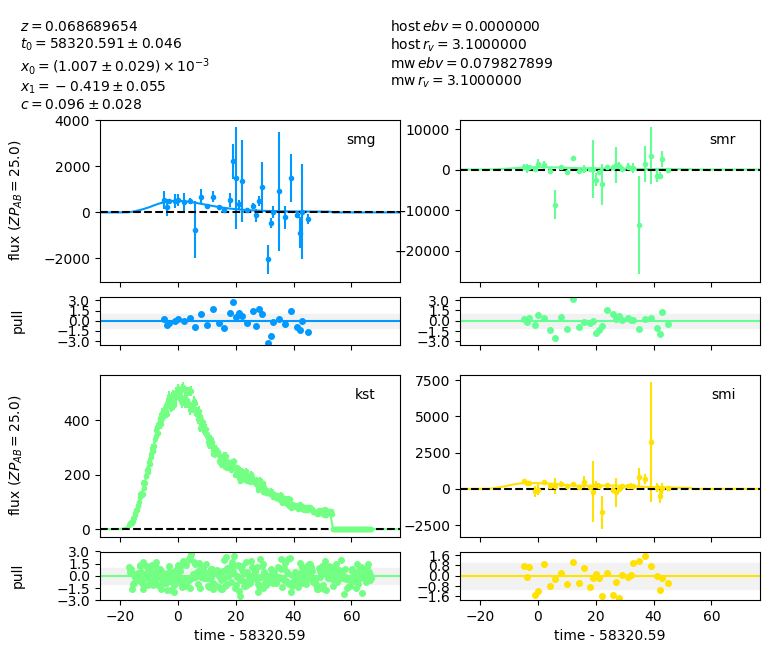 z = 0.068689654
t₀ = 58320.591 ± 0.046
x₀ = (1.007 ± 0.029) × 10⁻³
x₁ = −0.419 ± 0.055
c = 0.096 ± 0.028
host ebv = 0.0000000
host r_v = 3.1000000
mw ebv = 0.079827899
mw r_v = 3.1000000
flux (ZP_AB = 25.0)
4000
2000
0
−2000
smg
10000
0
−10000
−20000
smr
pull
3.0
1.5
0.0
−1.5
−3.0
3.0
1.5
0.0
−1.5
−3.0
flux (ZP_AB = 25.0)
400
200
0
kst
7500
5000
2500
0
−2500
smi
pull
3.0
1.5
0.0
−1.5
−3.0
1.6
0.8
0.0
−0.8
−1.6
−20 0 20 40 60
time - 58320.59
−20 0 20 40 60
time - 58320.59